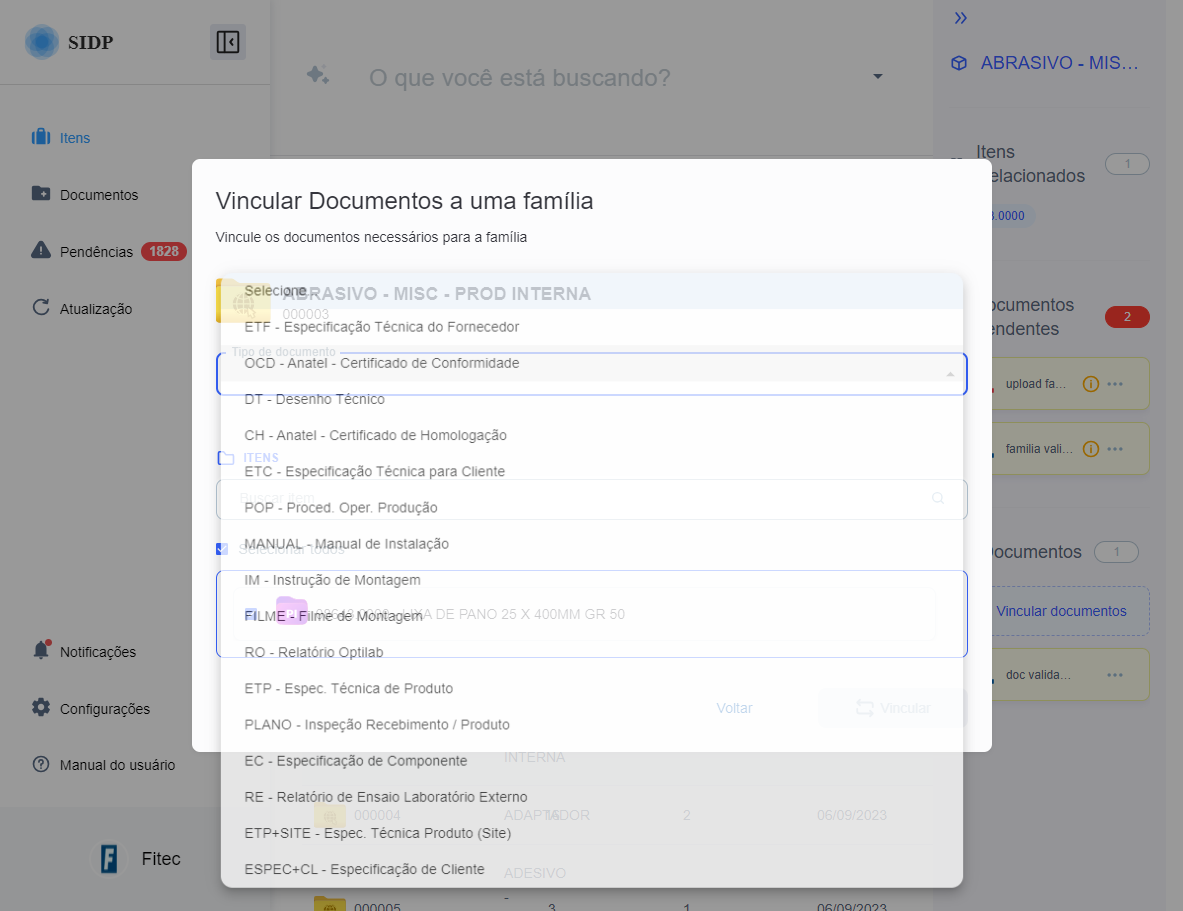 SIDP
O que você está buscando?
ABRASIVO - MIS...
Itens
Documentos
Pendências 1828
Atualização
Itens
elacionados
1
.0000
Vincular Documentos a uma família
Vincule os documentos necessários para a família
ABRASIVO - MISC - PROD INTERNA
000003
Tipo de documento
Selecione
ETF - Especificação Técnica do Fornecedor
OCD - Anatel - Certificado de Conformidade
DT - Desenho Técnico
CH - Anatel - Certificado de Homologação
ETC - Especificação Técnica para Cliente
POP - Proced. Oper. Produção
MANUAL - Manual de Instalação
IM - Instrução de Montagem
FILME - Filme de Montagem
RO - Relatório Optilab
ETP - Espec. Técnica de Produto
PLANO - Inspeção Recebimento / Produto
EC - Especificação de Componente
RE - Relatório de Ensaio Laboratório Externo
ETP+SITE - Espec. Técnica Produto (Site)
ESPEC+CL - Especificação de Cliente
ITENS
Buscar item
Selecionar todos
LIXA DE PANO 25 X 400MM GR 50
Voltar
Vincular
ocumentos
endentes
2
upload fa...
familia vali...
ocumentos
1
Vincular documentos
doc valida...
INTERNA
000004
ADAPTADOR
2
06/09/2023
ADESIVO
-
000005
3
1
06/09/2023
Notificações
Configurações
Manual do usuário
Fitec